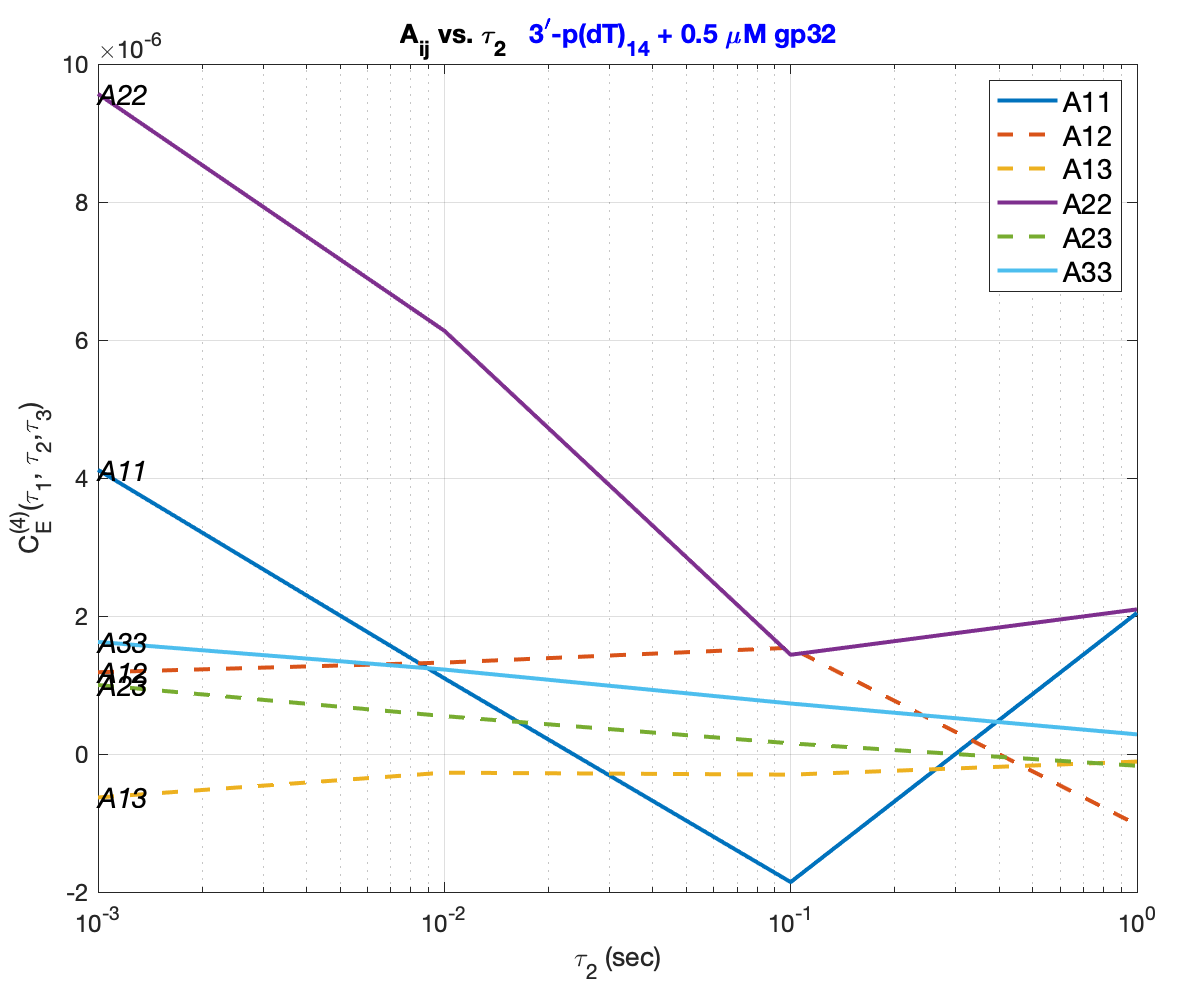 A_ij vs. τ_2   3′-p(dT)_14 + 0.5 μM gp32
×10^-6
10
8
6
4
2
0
-2
C_E^(4)(τ_1, τ_2,τ_3)
A22
A11
A33
A12
A23
A13
A11
A12
A13
A22
A23
A33
10^-3
10^-2
10^-1
10^0
τ_2 (sec)